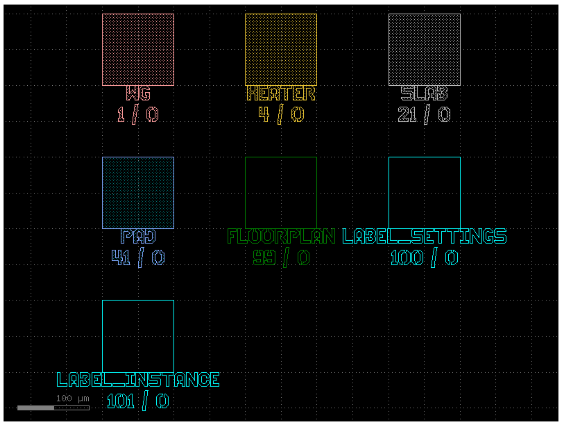 WG
1 / 0
HEATER
4 / 0
SLAB
21 / 0
PAD
41 / 0
FLOORPLAN
99 / 0
LABEL_SETTINGS
100 / 0
LABEL_INSTANCE
101 / 0
100 µm